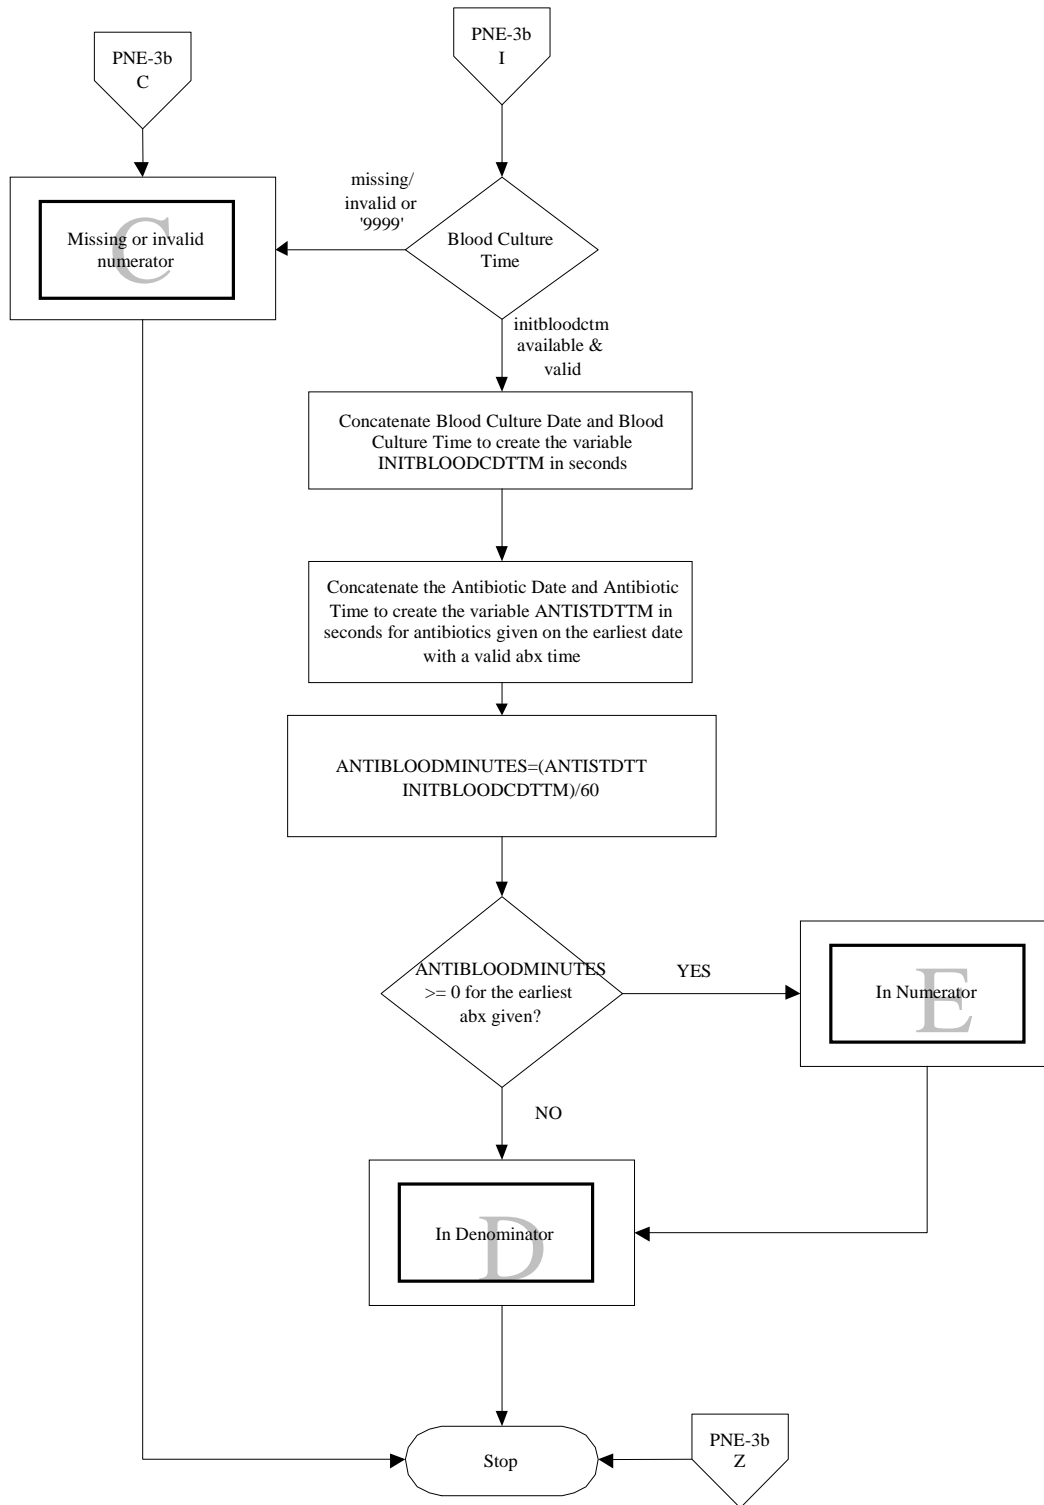 PNE-3b
C
PNE-3b
I
missing/
invalid or
'9999'
Blood Culture
Time
C
Missing or invalid
numerator
initbloodctm
available &
valid
Concatenate Blood Culture Date and Blood
Culture Time to create the variable
INITBLOODCDTTM in seconds
Concatenate the Antibiotic Date and Antibiotic
Time to create the variable ANTISTDTTM in
seconds for antibiotics given on the earliest date
with a valid abx time
ANTIBLOODMINUTES=(ANTISTDTT
INITBLOODCDTTM)/60
ANTIBLOODMINUTES
>= 0 for the earliest
abx given?
YES
E
In Numerator
NO
D
In Denominator
Stop
PNE-3b
Z